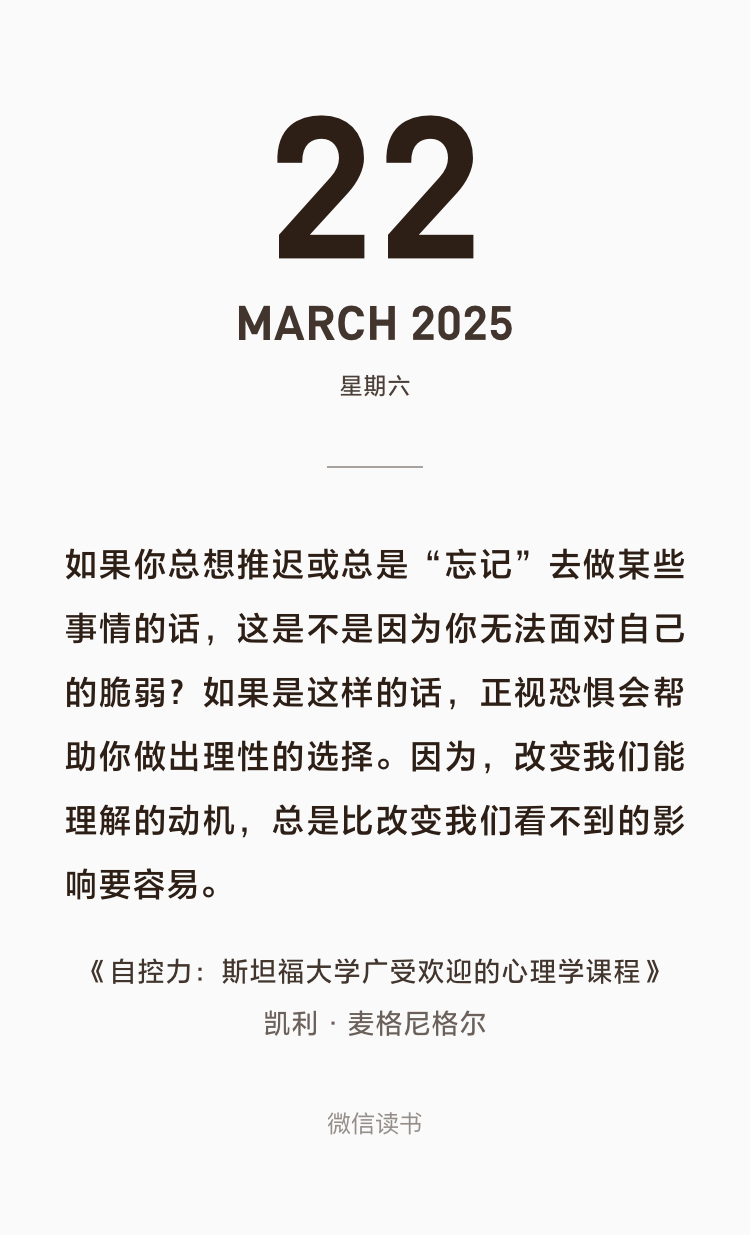 22
MARCH 2025
星期六
如果你总想推迟或总是“忘记”去做某些
事情的话，这是不是因为你无法面对自己
的脆弱？如果是这样的话，正视恐惧会帮
助你做出理性的选择。因为，改变我们能
理解的动机，总是比改变我们看不到的影
响要容易。
《自控力：斯坦福大学广受欢迎的心理学课程》
凯利·麦格尼格尔
微信读书